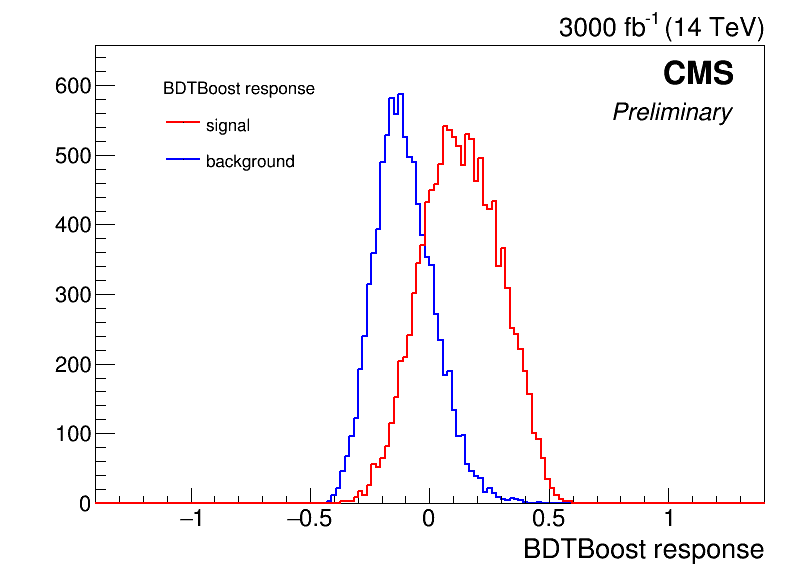 3000 fb-1 (14 TeV)
CMS
Preliminary
BDTBoost response
signal
background
600
500
400
300
200
100
0
−1 −0.5 0 0.5 1
BDTBoost response